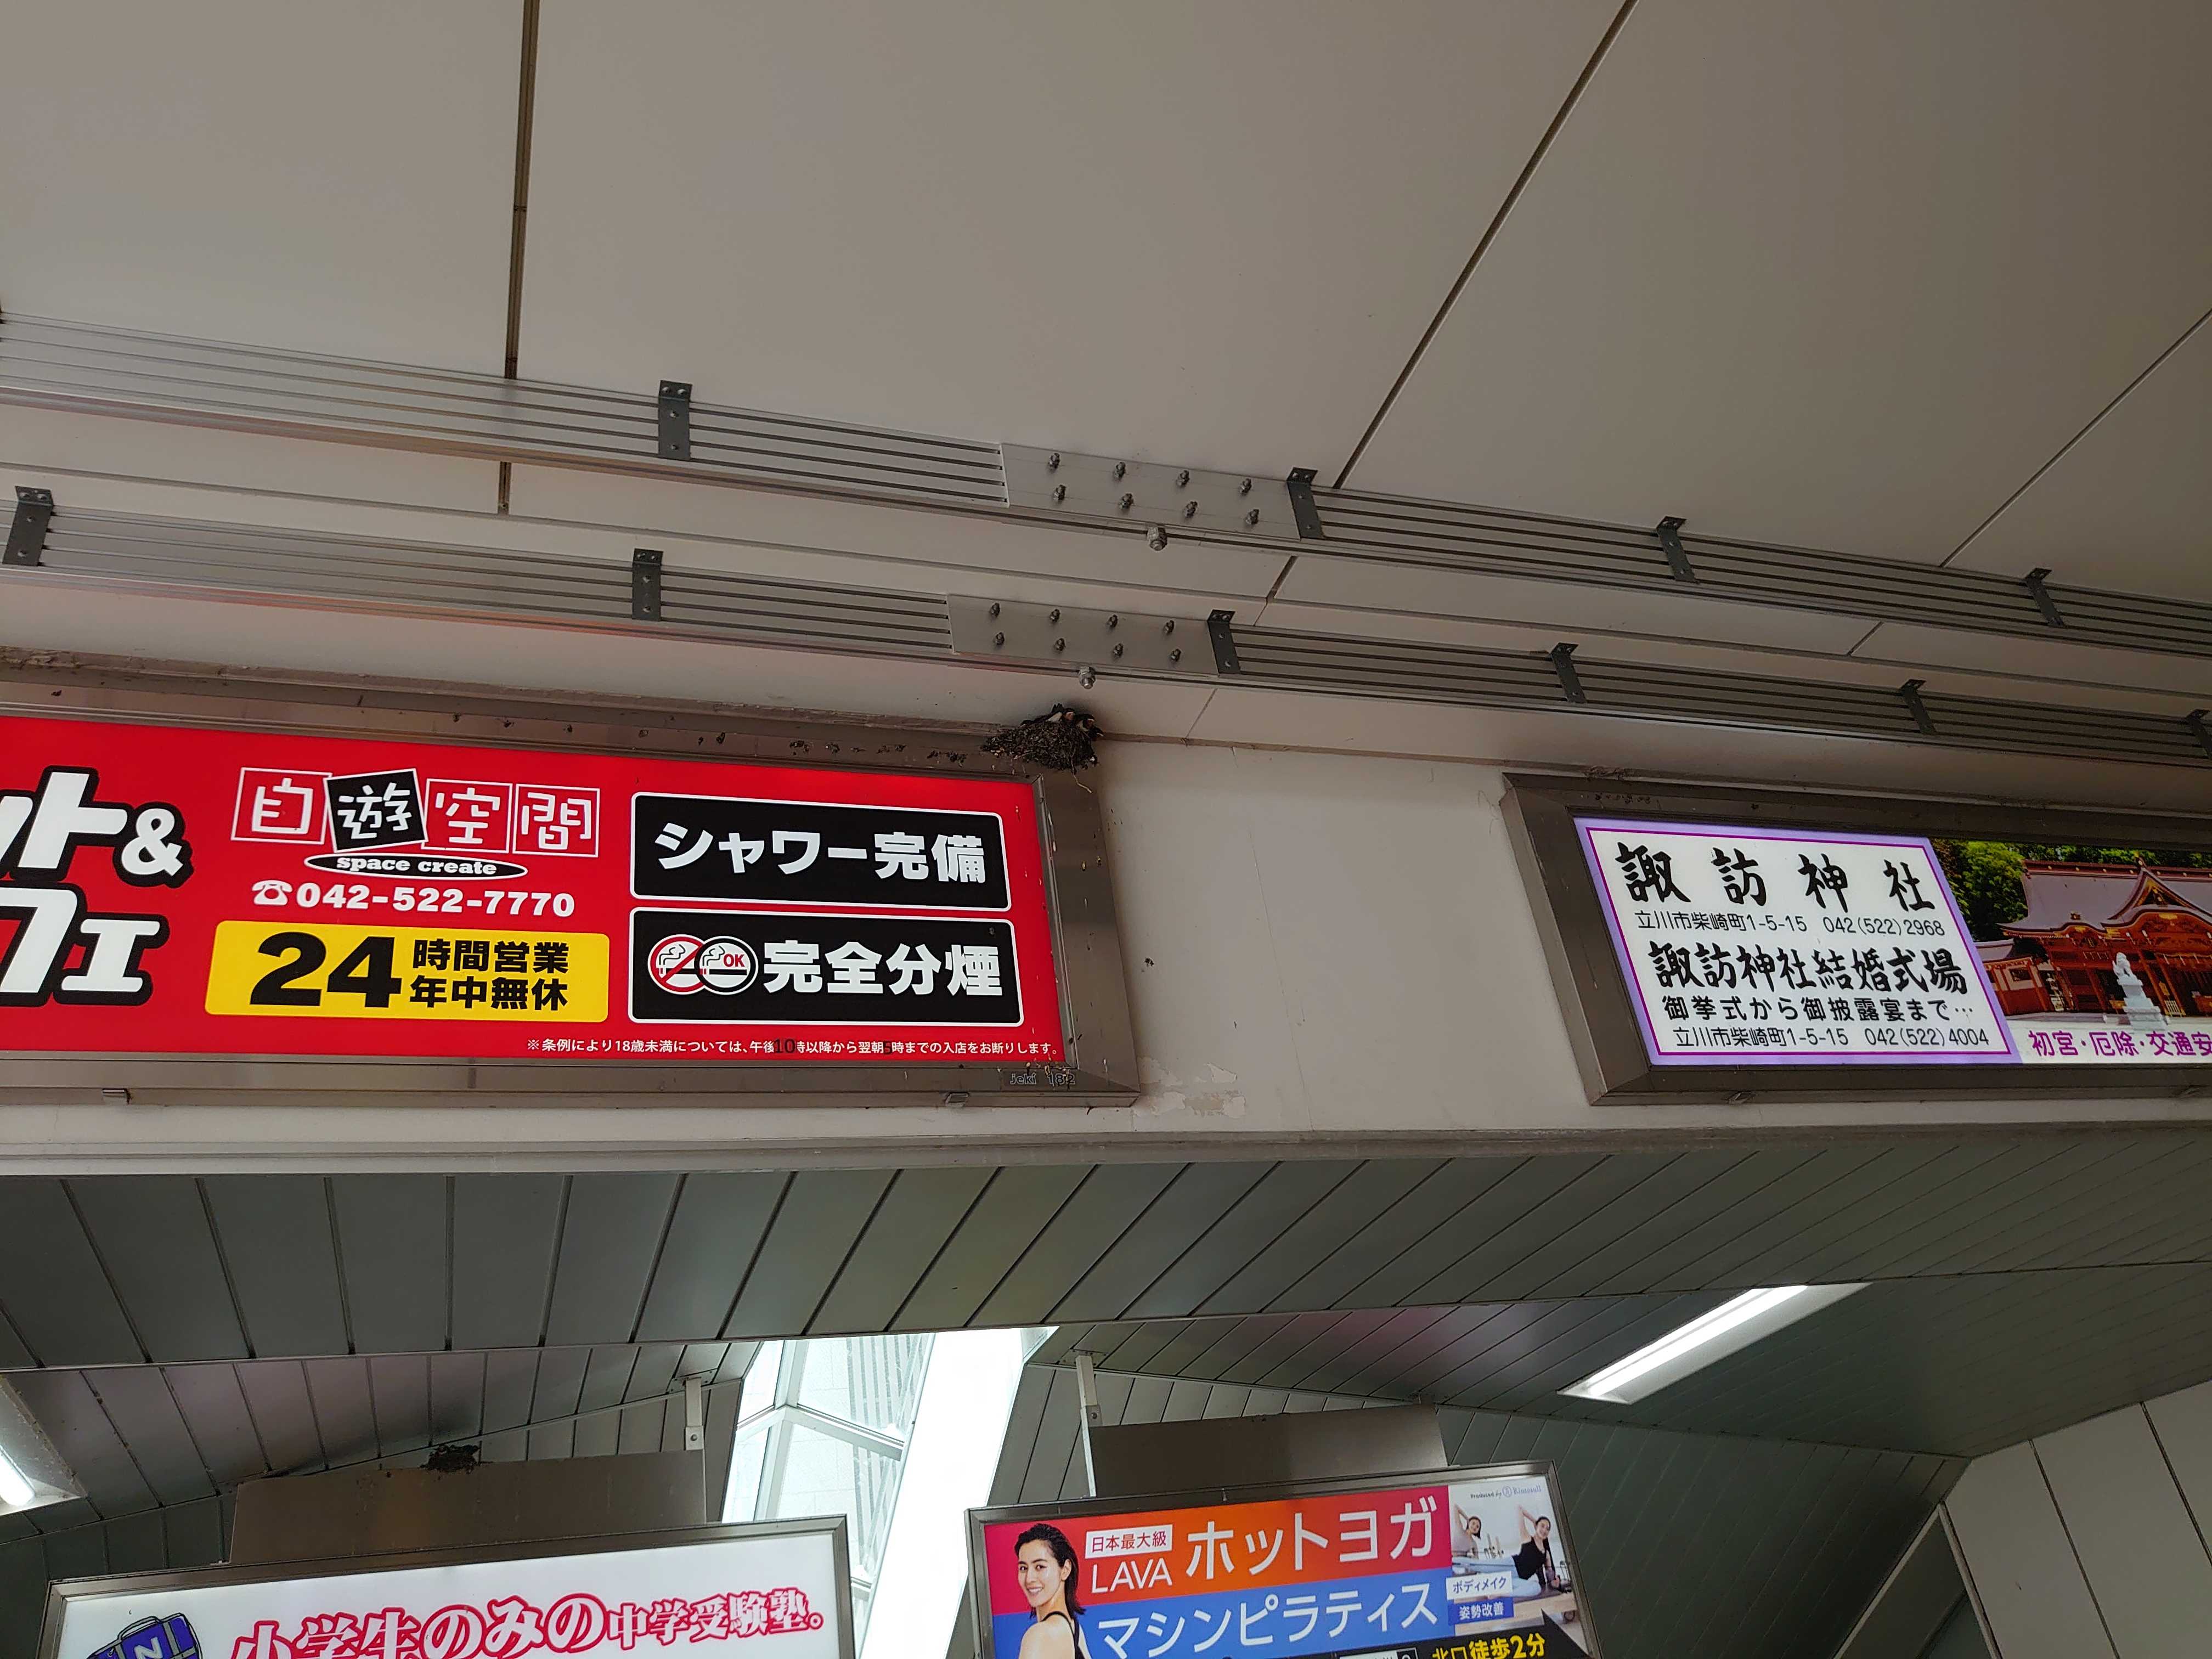 ット&
フェ
自遊空間
space create
☎042-522-7770
24時間営業
年中無休
シャワー完備
OK
完全分煙
※条例により18歳未満については、午後10時以降から翌朝5時までの入店をお断りします。
jeki 182
諏訪神社
立川市柴崎町1-5-15 042(522)2968
諏訪神社結婚式場
御挙式から御披露宴まで…
立川市柴崎町1-5-15 042(522)4004
初宮・厄除・交通安
N
小学生のみの中学受験塾。
日本最大級
LAVA
ホットヨガ
マシンピラティス
Produced by Rintosull
ボディメイク
姿勢改善
北口徒歩2分